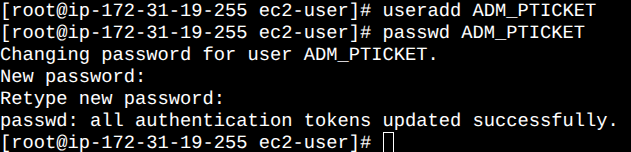 [root@ip-172-31-19-255 ec2-user]# useradd ADM_PTICKET
[root@ip-172-31-19-255 ec2-user]# passwd ADM_PTICKET
Changing password for user ADM_PTICKET.
New password:
Retype new password:
passwd: all authentication tokens updated successfully.
[root@ip-172-31-19-255 ec2-user]#